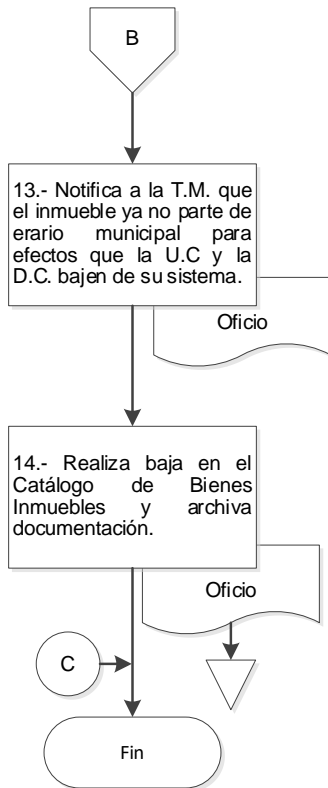 B
13.- Notifica a la T.M. que
el inmueble ya no parte de
erario municipal para
efectos que la U.C y la
D.C. bajen de su sistema.
Oficio
14.- Realiza baja en el
Catálogo de Bienes
Inmuebles y archiva
documentación.
Oficio
C
Fin